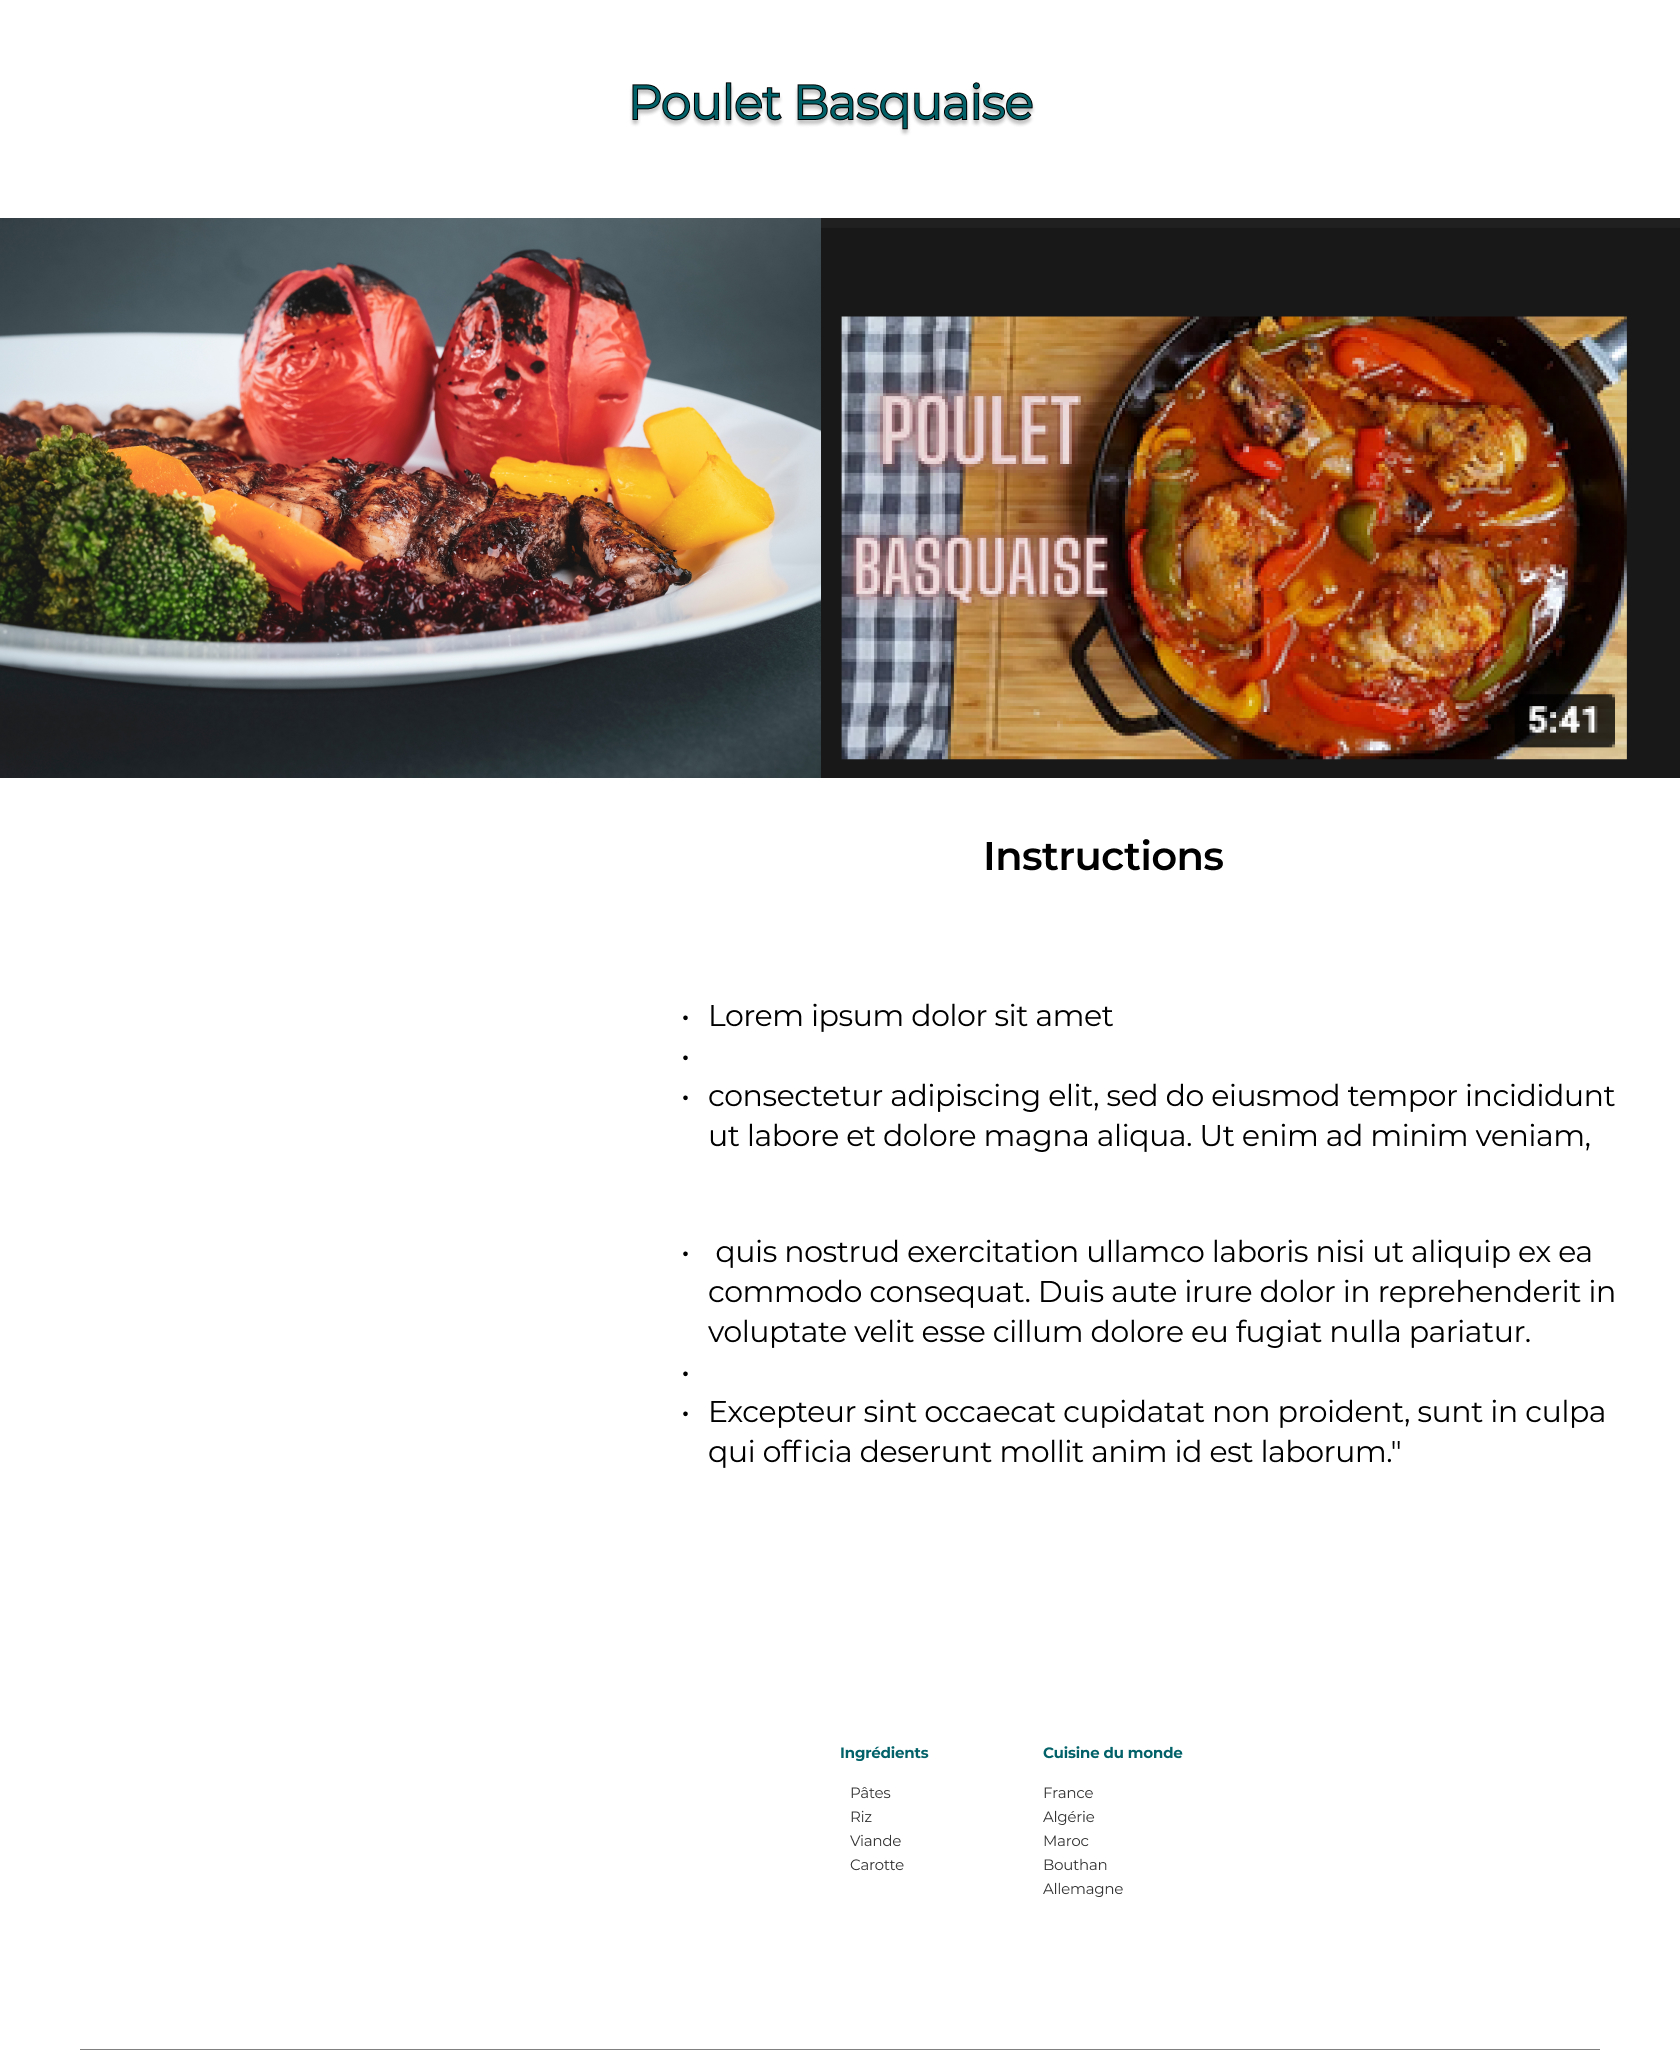 Poulet Basquaise
POULET
BASQUAISE
5:41
Instructions
• Lorem ipsum dolor sit amet
•
• consectetur adipiscing elit, sed do eiusmod tempor incididunt
ut labore et dolore magna aliqua. Ut enim ad minim veniam,
• quis nostrud exercitation ullamco laboris nisi ut aliquip ex ea
commodo consequat. Duis aute irure dolor in reprehenderit in
voluptate velit esse cillum dolore eu fugiat nulla pariatur.
•
• Excepteur sint occaecat cupidatat non proident, sunt in culpa
qui officia deserunt mollit anim id est laborum."
Ingrédients
Pâtes
Riz
Viande
Carotte
Cuisine du monde
France
Algérie
Maroc
Bouthan
Allemagne